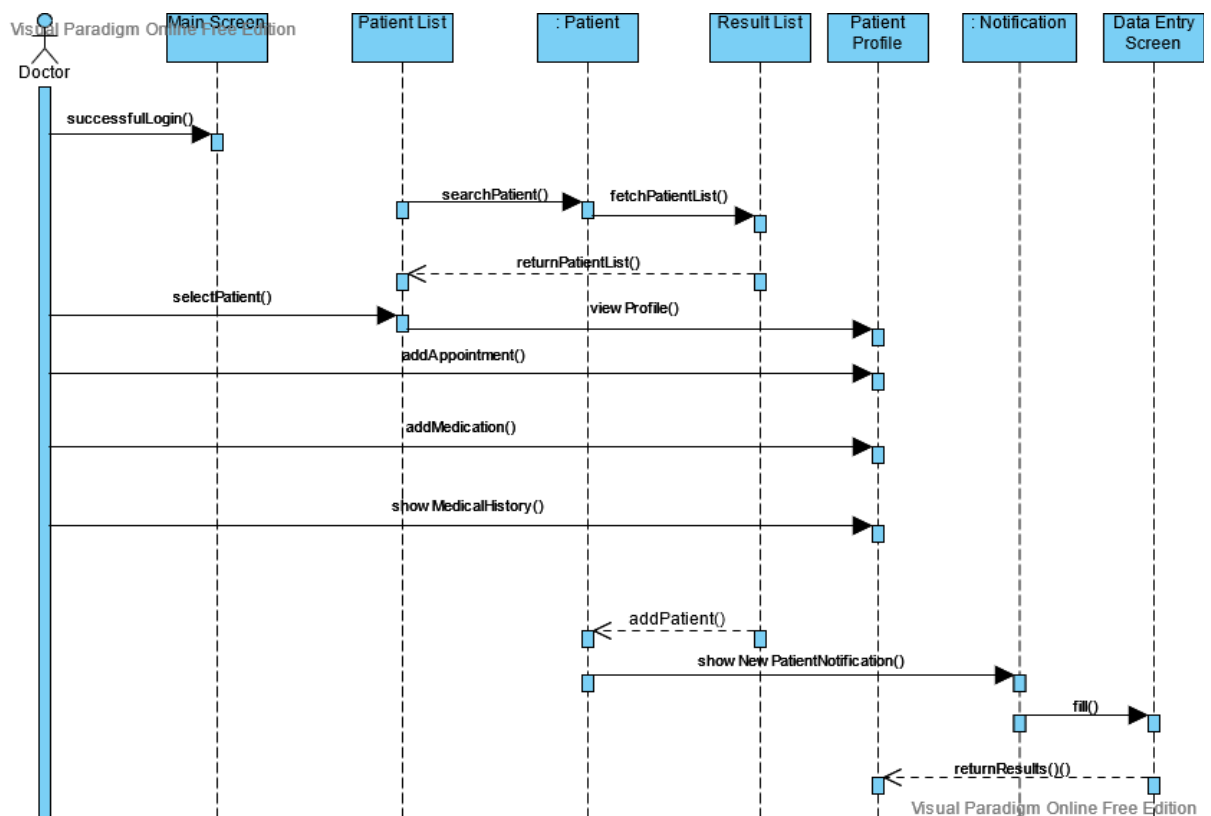 Visual Paradigm Online Free Edition
Doctor
Main Screen
Patient List
: Patient
Result List
Patient
Profile
: Notification
Data Entry
Screen
successfulLogin()
searchPatient()
fetchPatientList()
returnPatientList()
selectPatient()
view Profile()
addAppointment()
addMedication()
show MedicalHistory()
addPatient()
show New PatientNotification()
fill()
returnResults()()
Visual Paradigm Online Free Edition